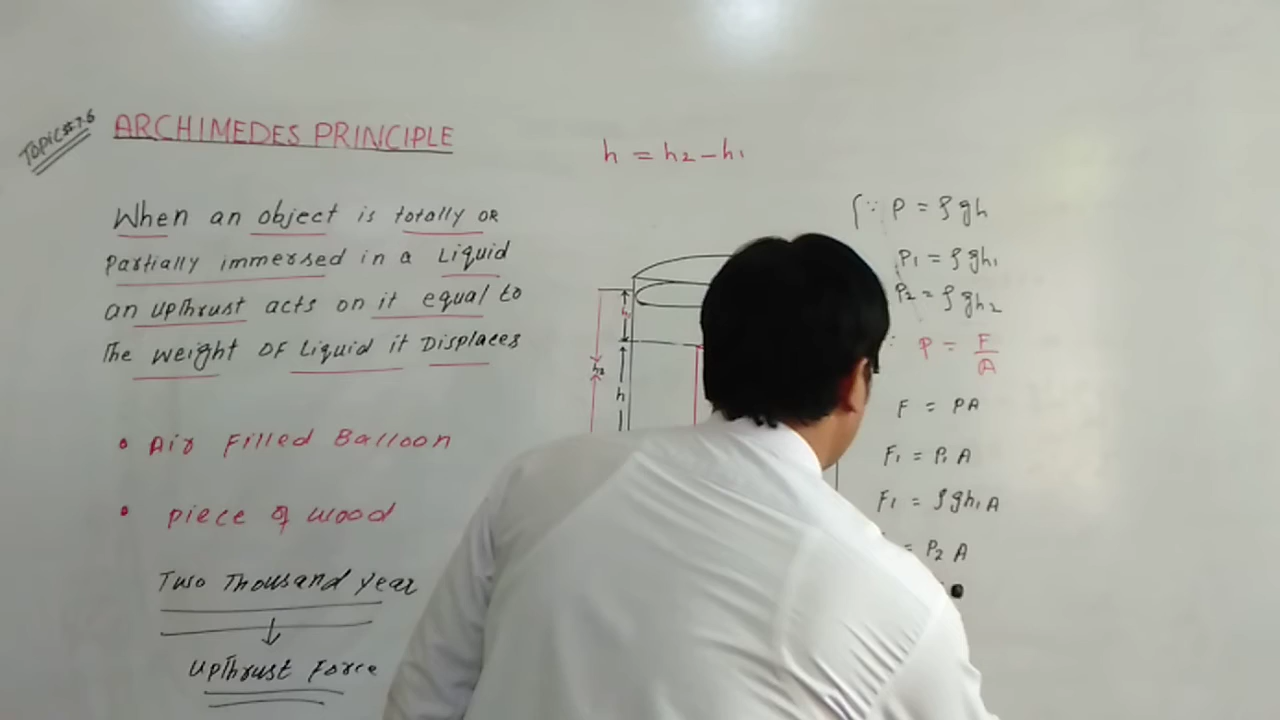 Topic#7.6
ARCHIMEDES PRINCIPLE
When an object is totally OR
Partially immersed in a Liquid
an upThrust acts on it equal to
The weight OF Liquid it Displaces
• Air Filled Balloon
• piece of wood
Two Thousand year
↓
UpThrust Force
h = h₂ - h₁
h₂
h
∵ P = ρgh
P₁ = ρgh₁
P₂ = ρgh₂
P = F/A
F = PA
F₁ = P₁ A
F₁ = ρgh₁A
= P₂ A